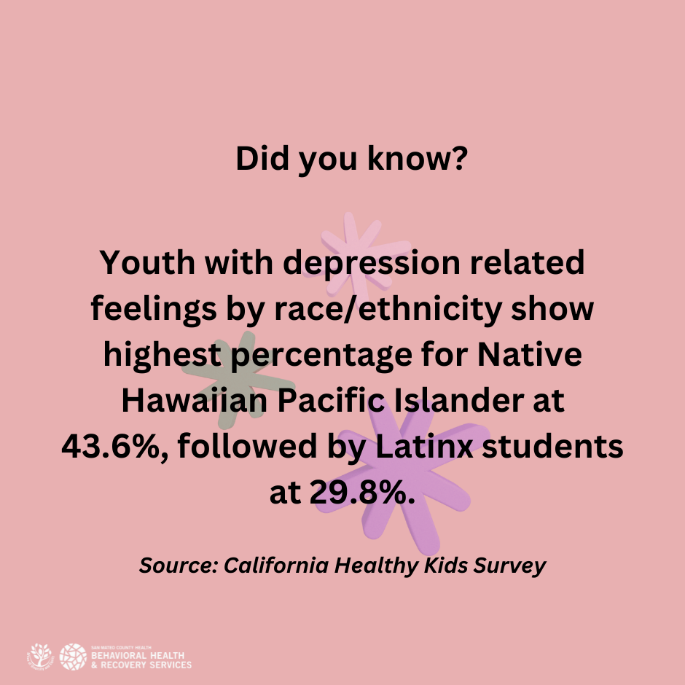 Did you know?
Youth with depression related
feelings by race/ethnicity show
highest percentage for Native
Hawaiian Pacific Islander at
43.6%, followed by Latinx students
at 29.8%.
Source: California Healthy Kids Survey
SAN MATEO COUNTY HEALTH
BEHAVIORAL HEALTH
& RECOVERY SERVICES